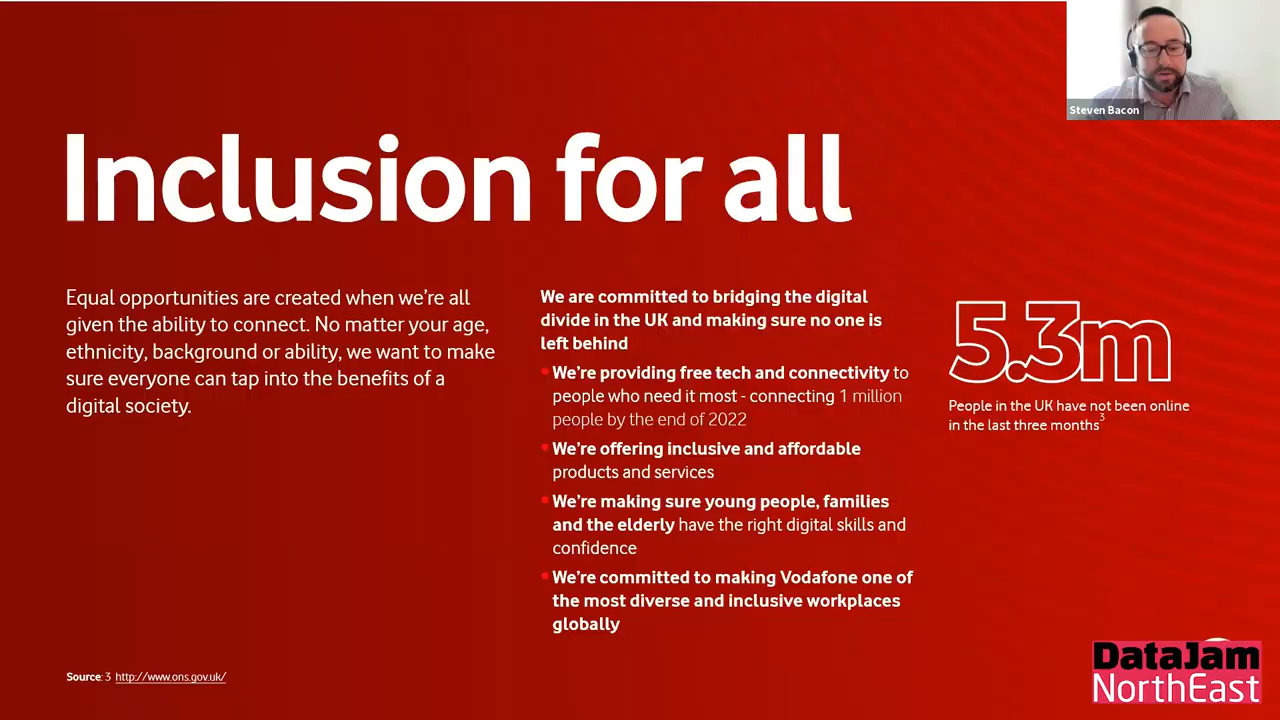 Steven Bacon
Inclusion for all
Equal opportunities are created when we're all
given the ability to connect. No matter your age,
ethnicity, background or ability, we want to make
sure everyone can tap into the benefits of a
digital society.
We are committed to bridging the digital
divide in the UK and making sure no one is
left behind
We're providing free tech and connectivity to
people who need it most - connecting 1 million
people by the end of 2022
We're offering inclusive and affordable
products and services
We're making sure young people, families
and the elderly have the right digital skills and
confidence
We're committed to making Vodafone one of
the most diverse and inclusive workplaces
globally
5.3m
People in the UK have not been online
in the last three months3
Source: 3 http://www.ons.gov.uk/
DataJam
NorthEast